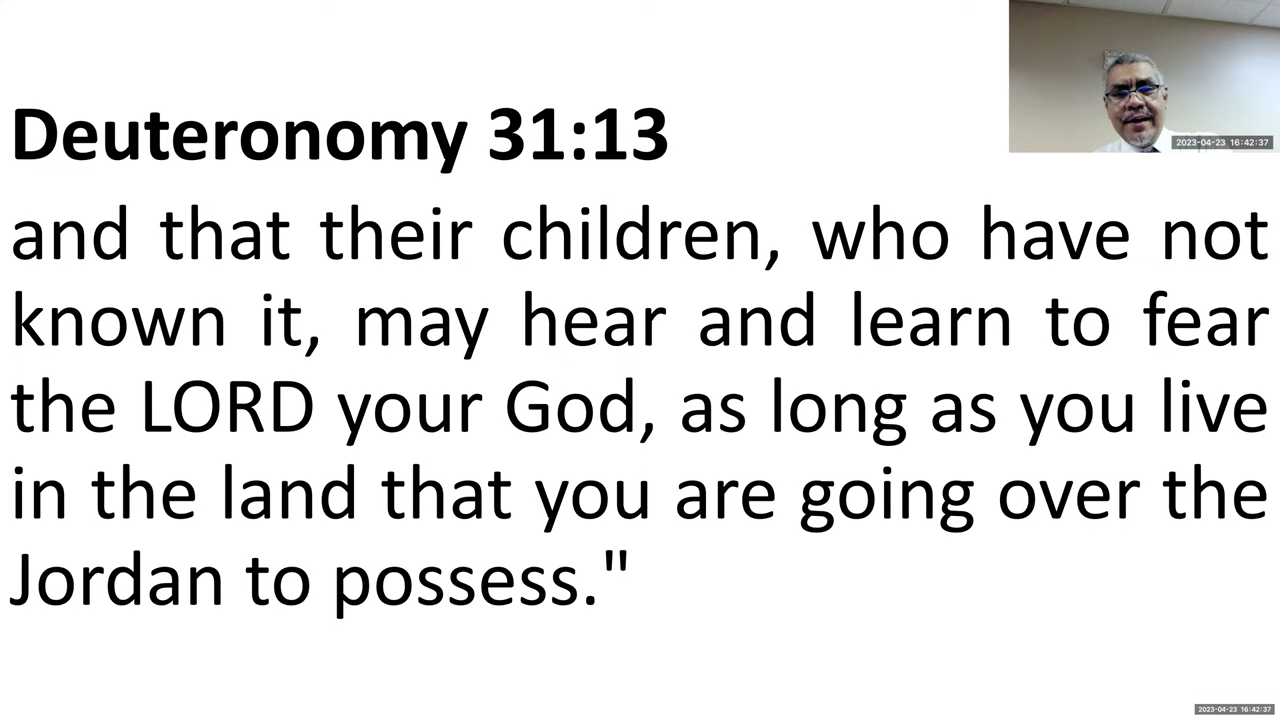 Deuteronomy 31:13
and that their children, who have not
known it, may hear and learn to fear
the LORD your God, as long as you live
in the land that you are going over the
Jordan to possess."
2023-04-23 16:42:37
2023-04-23 16:42:37